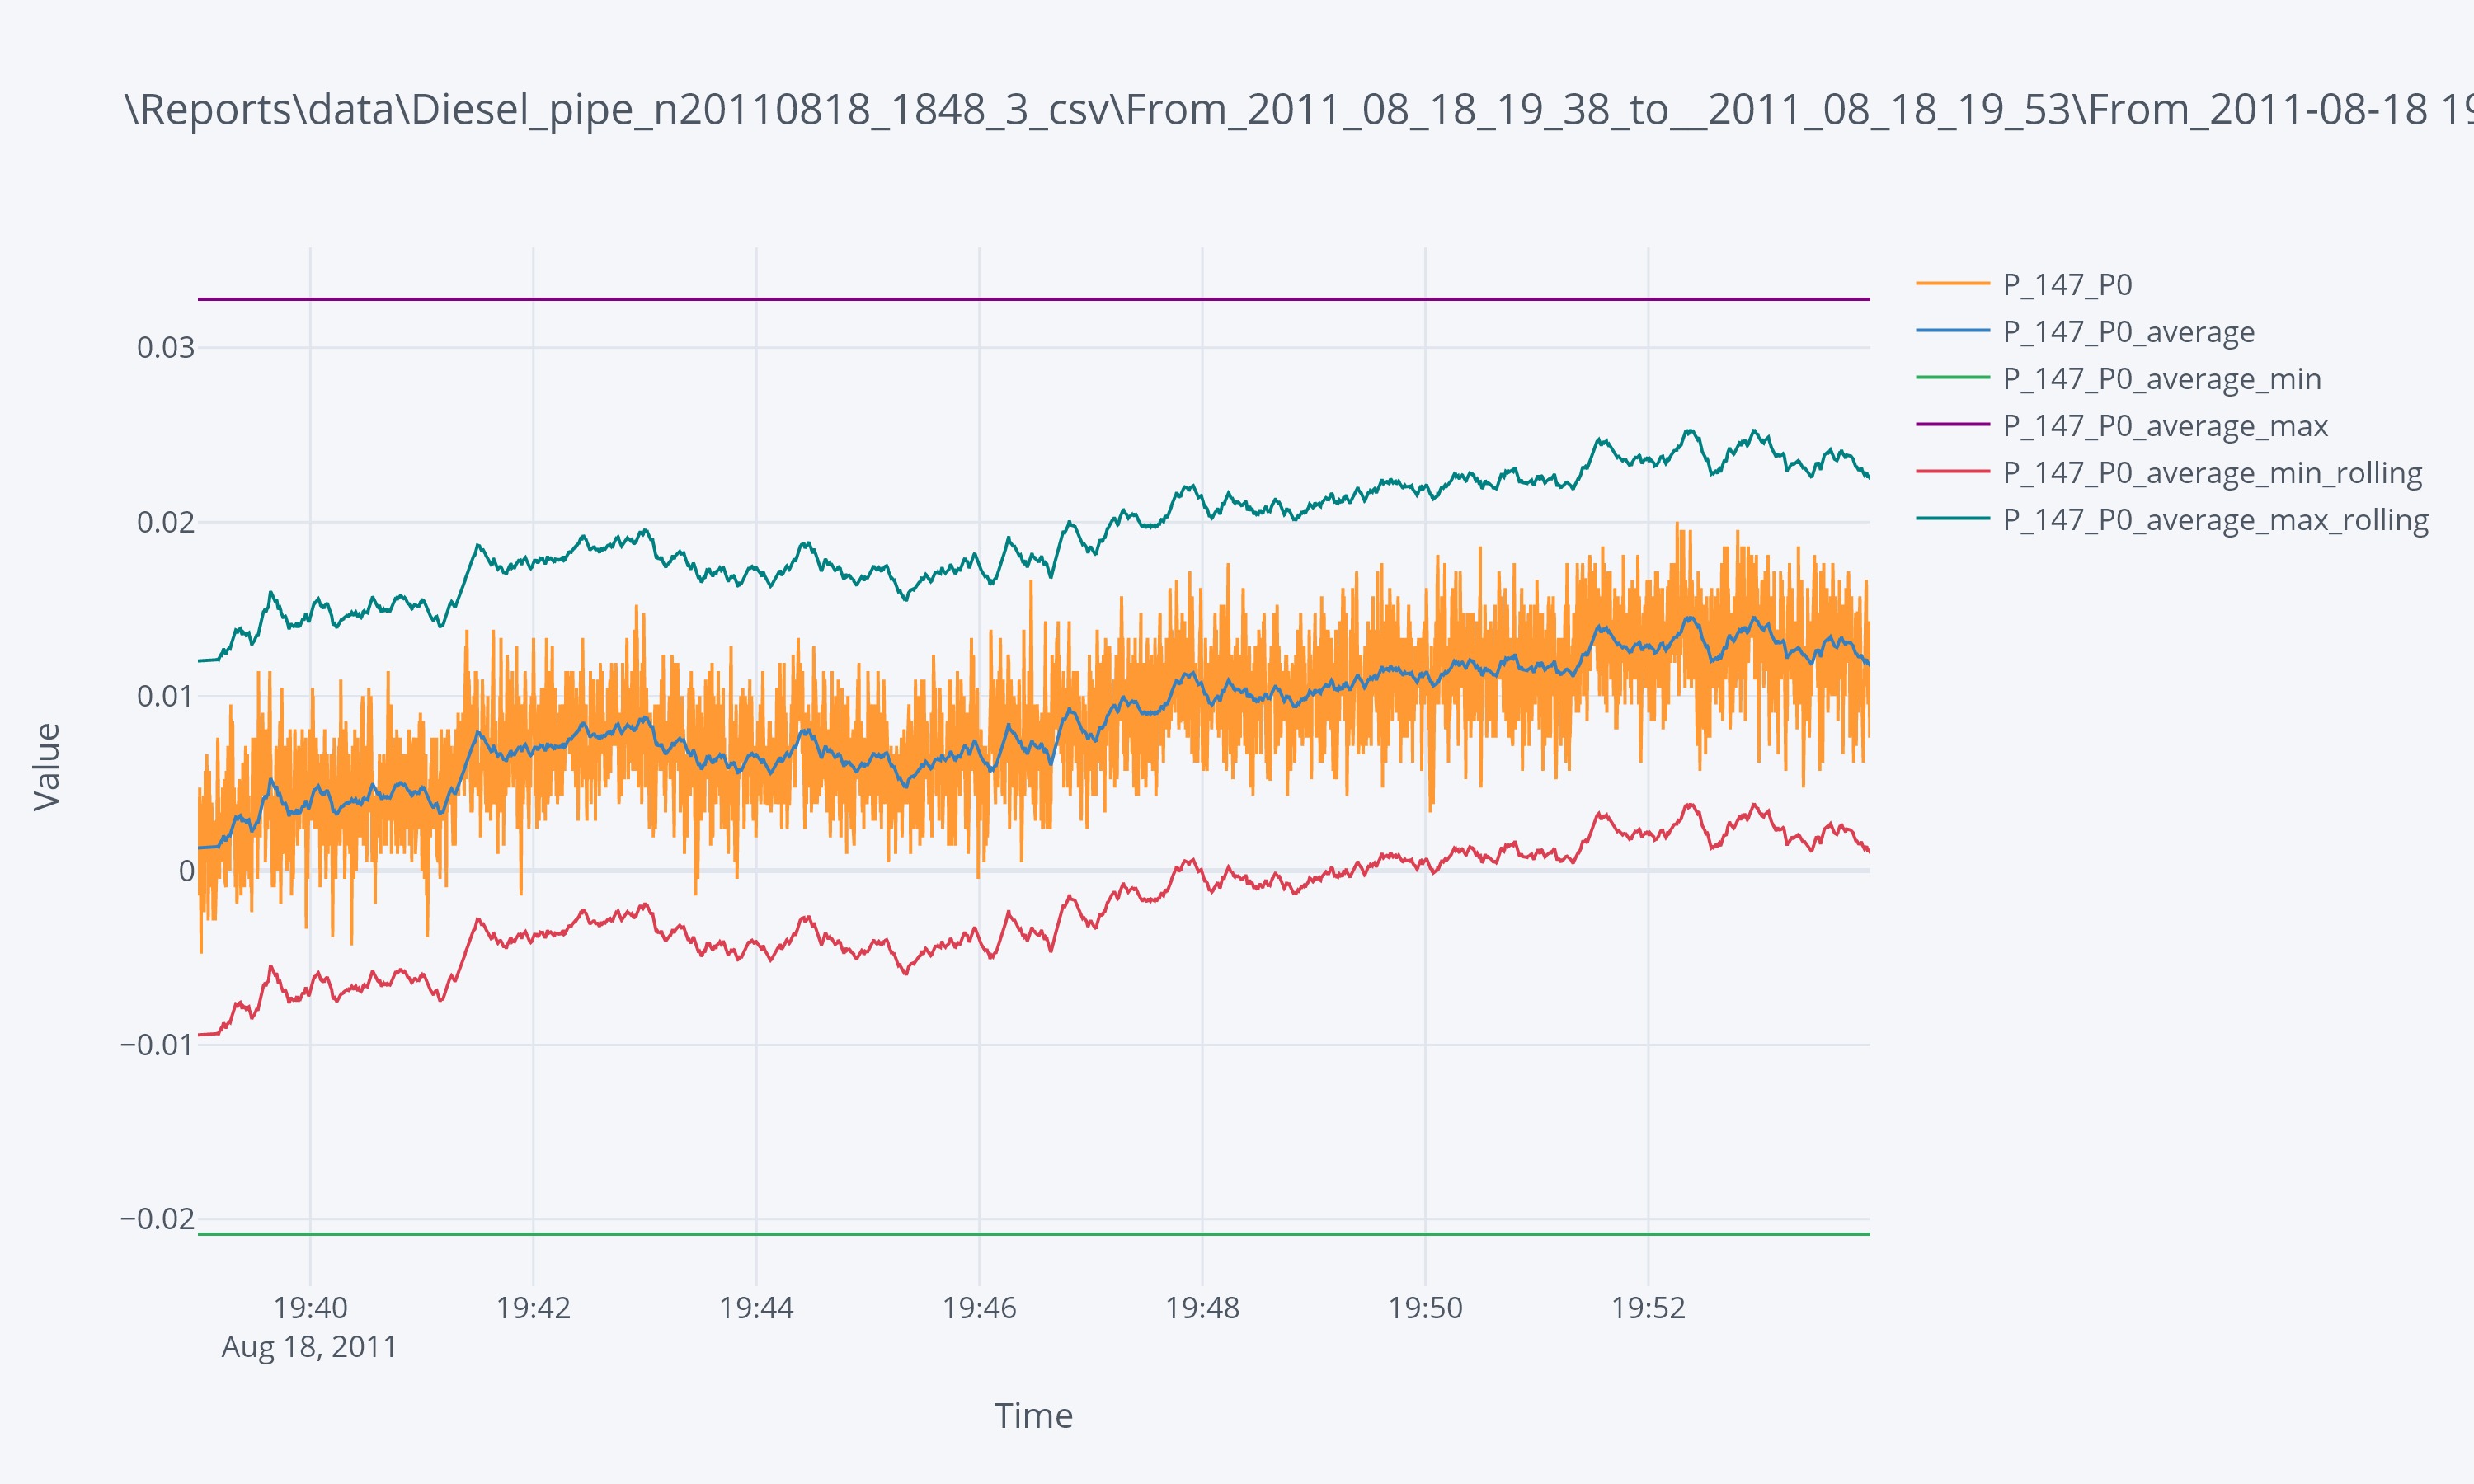 \Reports\data\Diesel_pipe_n20110818_1848_3_csv\From_2011_08_18_19_38_to__2011_08_18_19_53\From_2011-08-18 19
P_147_P0
P_147_P0_average
P_147_P0_average_min
P_147_P0_average_max
P_147_P0_average_min_rolling
P_147_P0_average_max_rolling
Value
0.03
0.02
0.01
0
−0.01
−0.02
19:40 19:42 19:44 19:46 19:48 19:50 19:52
Aug 18, 2011
Time